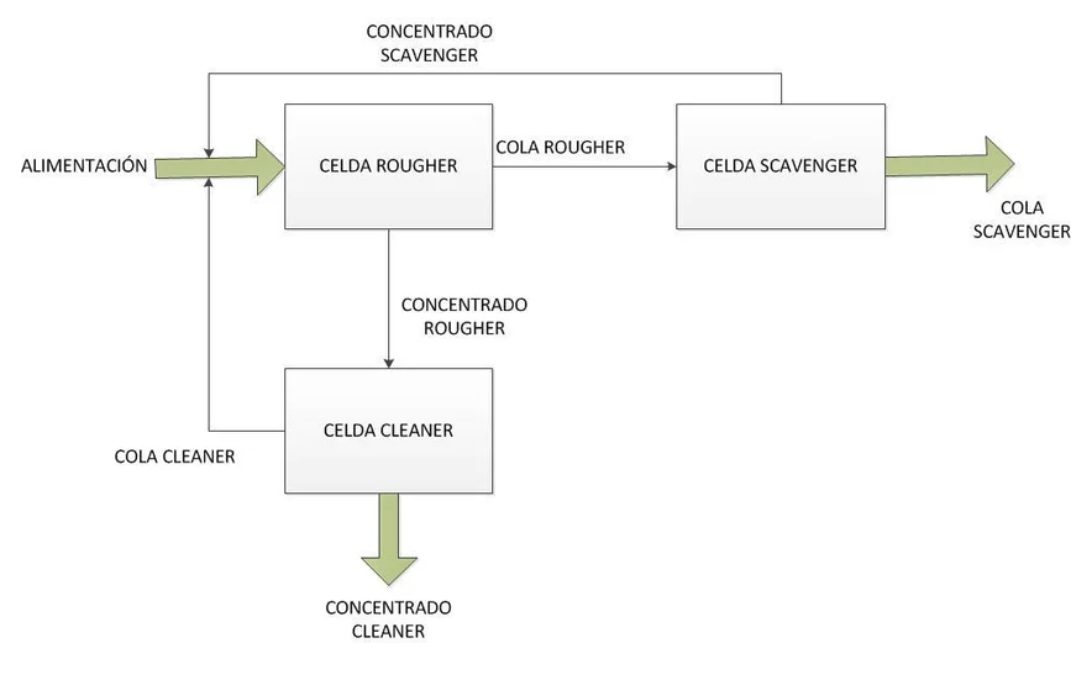 CONCENTRADO
SCAVENGER
ALIMENTACIÓN
CELDA ROUGHER
COLA ROUGHER
CELDA SCAVENGER
COLA
SCAVENGER
CONCENTRADO
ROUGHER
CELDA CLEANER
COLA CLEANER
CONCENTRADO
CLEANER